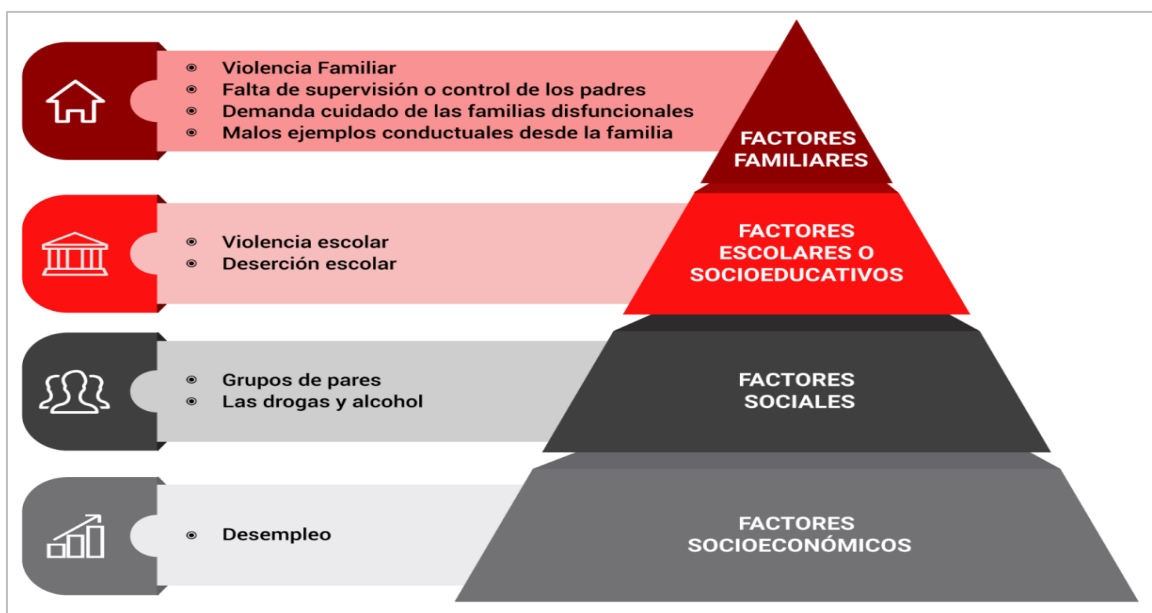 Violencia Familiar
Falta de supervisión o control de los padres
Demanda cuidado de las familias disfuncionales
Malos ejemplos conductuales desde la familia
FACTORES
FAMILIARES
Violencia escolar
Deserción escolar
FACTORES
ESCOLARES O
SOCIOEDUCATIVOS
Grupos de pares
Las drogas y alcohol
FACTORES
SOCIALES
Desempleo
FACTORES
SOCIOECONÓMICOS